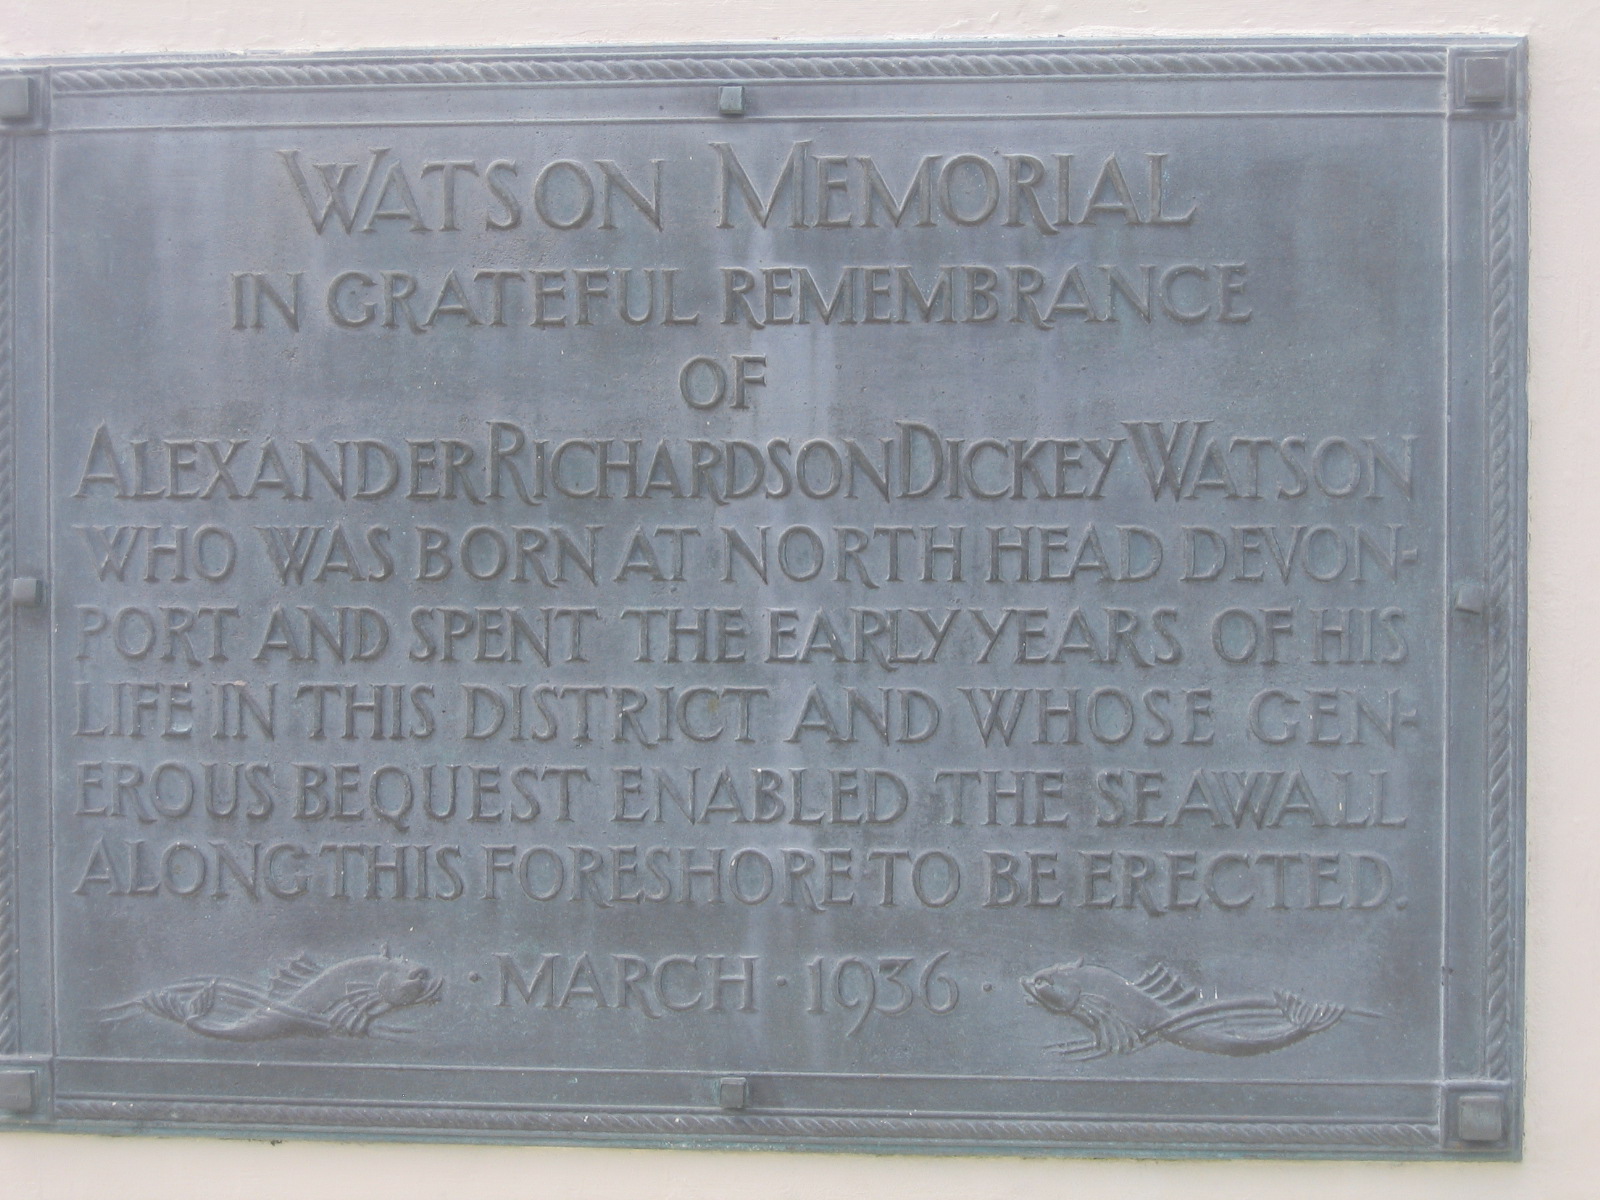 WATSON MEMORIAL
IN GRATEFUL REMEMBRANCE
OF
ALEXANDER RICHARDSON DICKEY WATSON
WHO WAS BORN AT NORTH HEAD DEVON-
PORT AND SPENT THE EARLY YEARS OF HIS
LIFE IN THIS DISTRICT AND WHOSE GEN-
EROUS BEQUEST ENABLED THE SEAWALL
ALONG THIS FORESHORE TO BE ERECTED.
· MARCH · 1936 ·